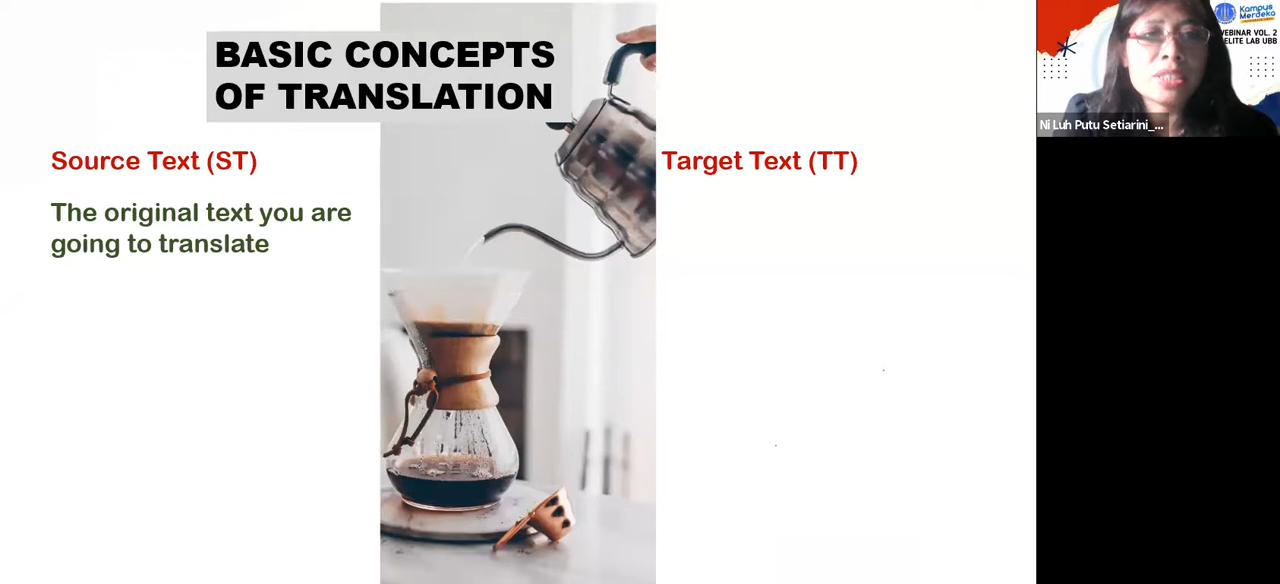 BASIC CONCEPTS
OF TRANSLATION
Source Text (ST)
The original text you are
going to translate
Target Text (TT)
Kampus
Merdeka
WEBINAR VOL. 2
ELITE LAB UBB
Ni Luh Putu Setiarini_...